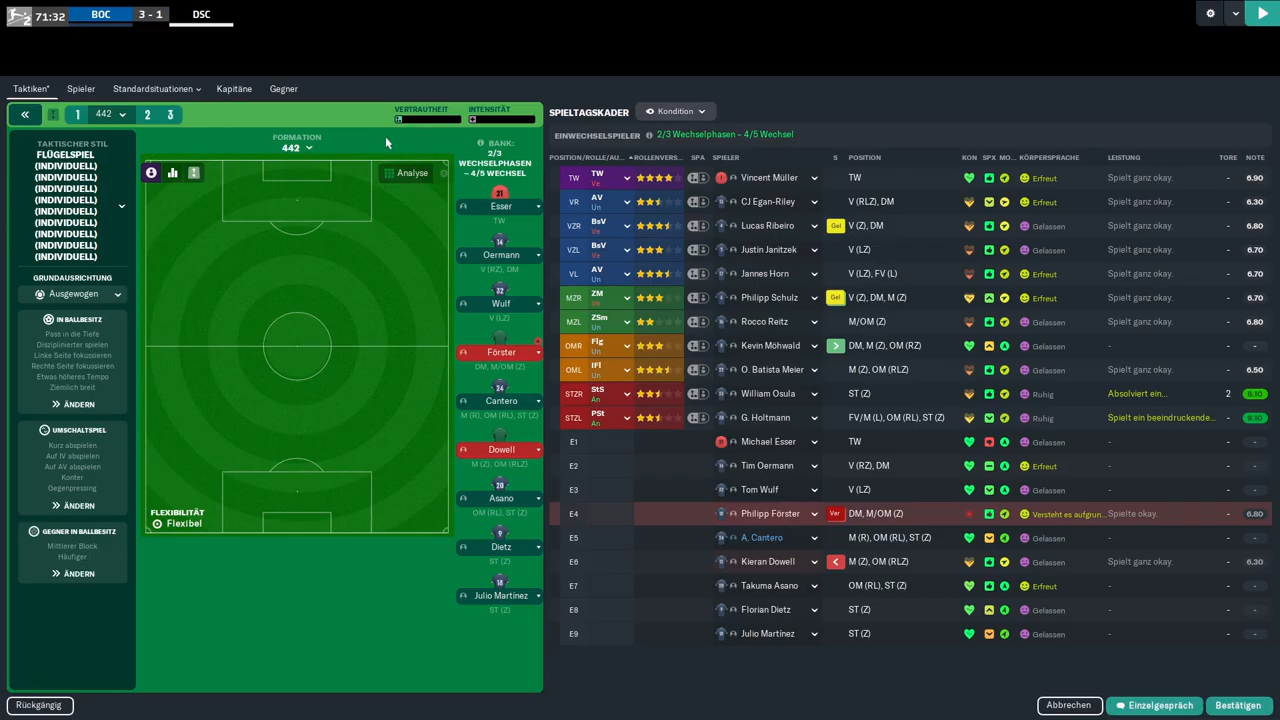 71:32 BOC 3 - 1 DSC
Taktiken* Spieler Standardsituationen Kapitäne Gegner
1 442 2 3
VERTRAUTHEIT INTENSITÄT
TAKTISCHER STIL
FLÜGELSPIEL
(INDIVIDUELL)
(INDIVIDUELL)
(INDIVIDUELL)
(INDIVIDUELL)
(INDIVIDUELL)
(INDIVIDUELL)
(INDIVIDUELL)
(INDIVIDUELL)
(INDIVIDUELL)
GRUNDAUSRICHTUNG
Ausgewogen
IN BALLBESITZ
Pass in die Tiefe
Disziplinierter spielen
Linke Seite fokussieren
Rechte Seite fokussieren
Etwas höheres Tempo
Ziemlich breit
ÄNDERN
UMSCHALTSPIEL
Kurz abspielen
Auf IV abspielen
Auf AV abspielen
Konter
Gegenpressing
ÄNDERN
GEGNER IN BALLBESITZ
Mittlerer Block
Häufiger
ÄNDERN
FORMATION
442
Analyse
FLEXIBILITÄT
Flexibel
BANK:
2/3
WECHSELPHASEN
– 4/5 WECHSEL
21
Esser
TW
14
Oermann
V (RZ), DM
32
Wulf
V (LZ)
Förster
DM, M/OM (Z)
24
Cantero
M (R), OM (RL), ST (Z)
Dowell
M (Z), OM (RLZ)
20
Asano
OM (RL), ST (Z)
9
Dietz
ST (Z)
18
Julio Martínez
ST (Z)
SPIELTAGSKADER Kondition
EINWECHSELSPIELER 2/3 Wechselphasen – 4/5 Wechsel
POSITION/ROLLE/AU... ROLLENVERS... SPA SPIELER S POSITION KON SPX MO... KÖRPERSPRACHE LEISTUNG TORE NOTE
TW TW Ve Vincent Müller TW Erfreut Spielt ganz okay. - 6.90
VR AV Un CJ Egan-Riley V (RLZ), DM Erfreut Spielt ganz okay. - 6.30
VZR BsV Ve Lucas Ribeiro Gel V (Z), DM Gelassen Spielt ganz okay. - 6.80
VZL BsV Ve Justin Janitzek V (LZ) Gelassen Spielt ganz okay. - 6.70
VL AV Un Jannes Horn V (LZ), FV (L) Erfreut Spielt ganz okay. - 6.70
MZR ZM Ve Philipp Schulz Gel V (Z), DM, M (Z) Erfreut Spielt ganz okay. - 6.70
MZL ZSm Un Rocco Reitz M/OM (Z) Gelassen Spielt ganz okay. - 6.80
OMR Flg Un Kevin Möhwald DM, M (Z), OM (RZ) Erfreut Spielt ganz okay. - -
OML IFl Un O. Batista Meier M (Z), OM (RLZ) Gelassen Spielt ganz okay. - 6.50
STZR StS An William Osula ST (Z) Ruhig Absolviert ein... 2 8.10
STZL PSt An G. Holtmann FV/M (L), OM (RL), ST (Z) Ruhig Spielt ein beeindruckende... - 9.10
E1 Michael Esser TW Gelassen - - -
E2 Tim Oermann V (RZ), DM Erfreut - - -
E3 Tom Wulf V (LZ) Gelassen - - -
E4 Philipp Förster Ver DM, M/OM (Z) Versteht es aufgrun... Spielte okay. - 6.80
E5 A. Cantero M (R), OM (RL), ST (Z) Gelassen - - -
E6 Kieran Dowell M (Z), OM (RLZ) Gelassen Spielt ganz okay. - 6.30
E7 Takuma Asano OM (RL), ST (Z) Erfreut - - -
E8 Florian Dietz ST (Z) Gelassen - - -
E9 Julio Martínez ST (Z) Gelassen - - -
Rückgängig Abbrechen Einzelgespräch Bestätigen